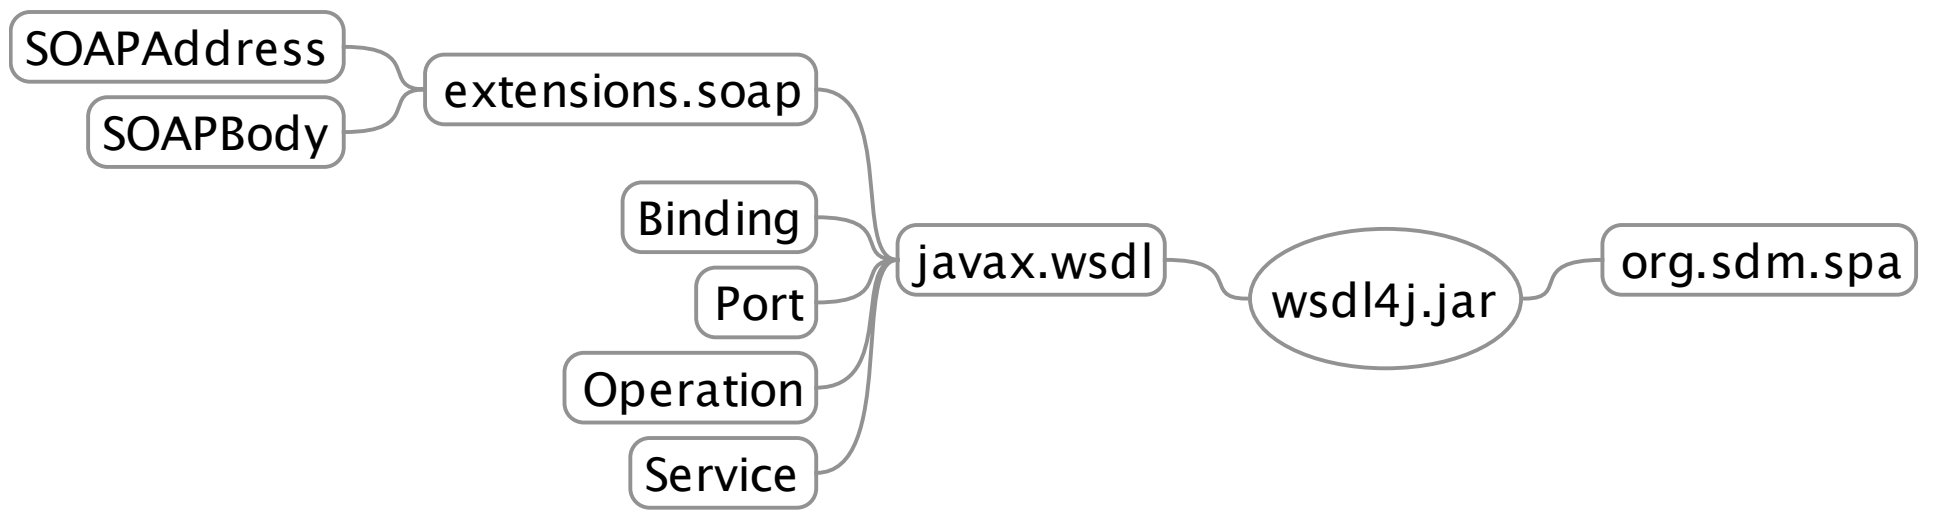 SOAPAddress
extensions.soap
SOAPBody
Binding
javax.wsdl
org.sdm.spa
wsdl4j.jar
Port
Operation
Service